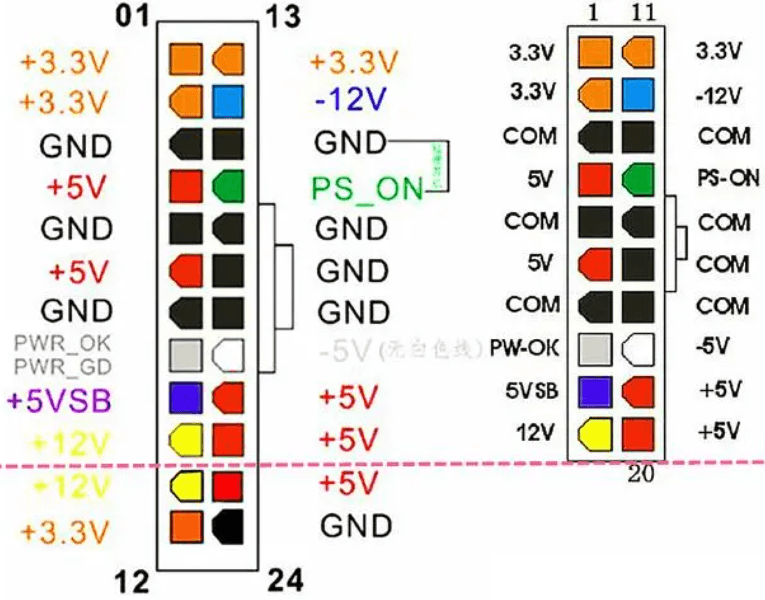 01 13
+3.3V +3.3V
+3.3V -12V
GND GND
+5V PS_ON
GND GND
+5V GND
GND GND
PWR_OK
PWR_GD -5V(无白色线)
+5VSB +5V
+12V +5V
+12V +5V
+3.3V GND
12 24
1 11
3.3V 3.3V
3.3V -12V
COM COM
5V PS-ON
COM COM
5V COM
COM COM
PW-OK -5V
5VSB +5V
12V +5V
20